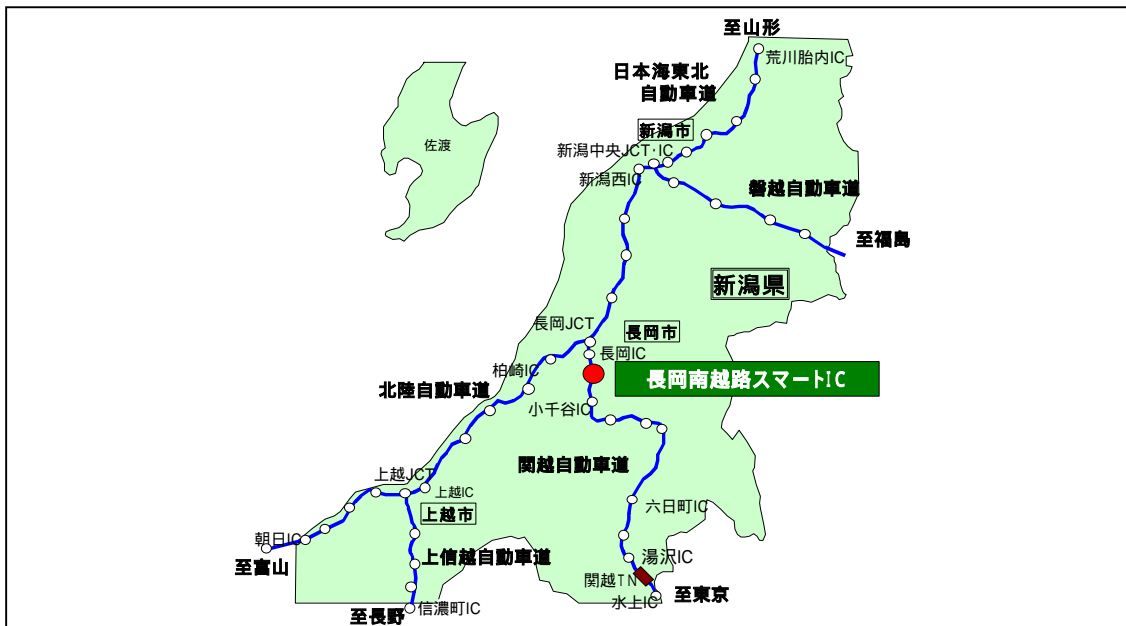 至山形
荒川胎内IC
日本海東北
自動車道
佐渡
新潟市
新潟中央JCT・IC
新潟西IC
磐越自動車道
至福島
新潟県
長岡JCT
長岡市
長岡IC
柏崎IC
長岡南越路スマートIC
北陸自動車道
小千谷IC
関越自動車道
上越JCT
上越IC
六日町IC
上越市
朝日IC
上信越自動車道
湯沢IC
至富山
関越TN
至東京
水上IC
信濃町IC
至長野